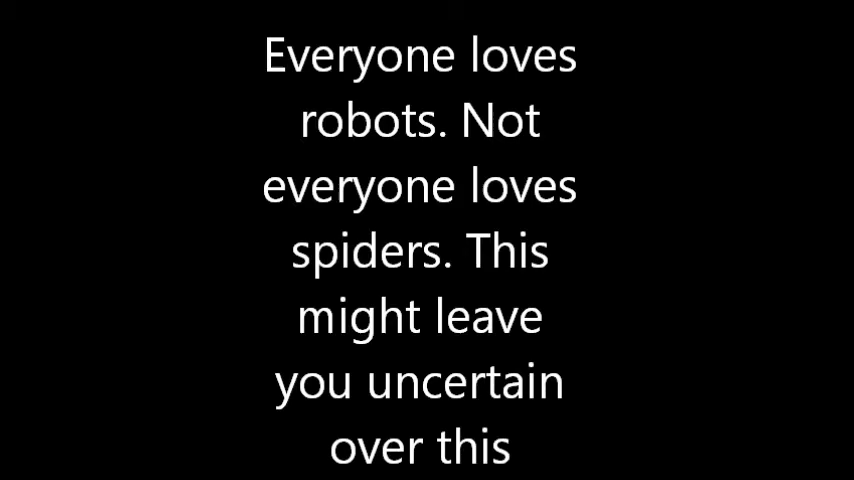 Everyone loves
robots. Not
everyone loves
spiders. This
might leave
you uncertain
over this